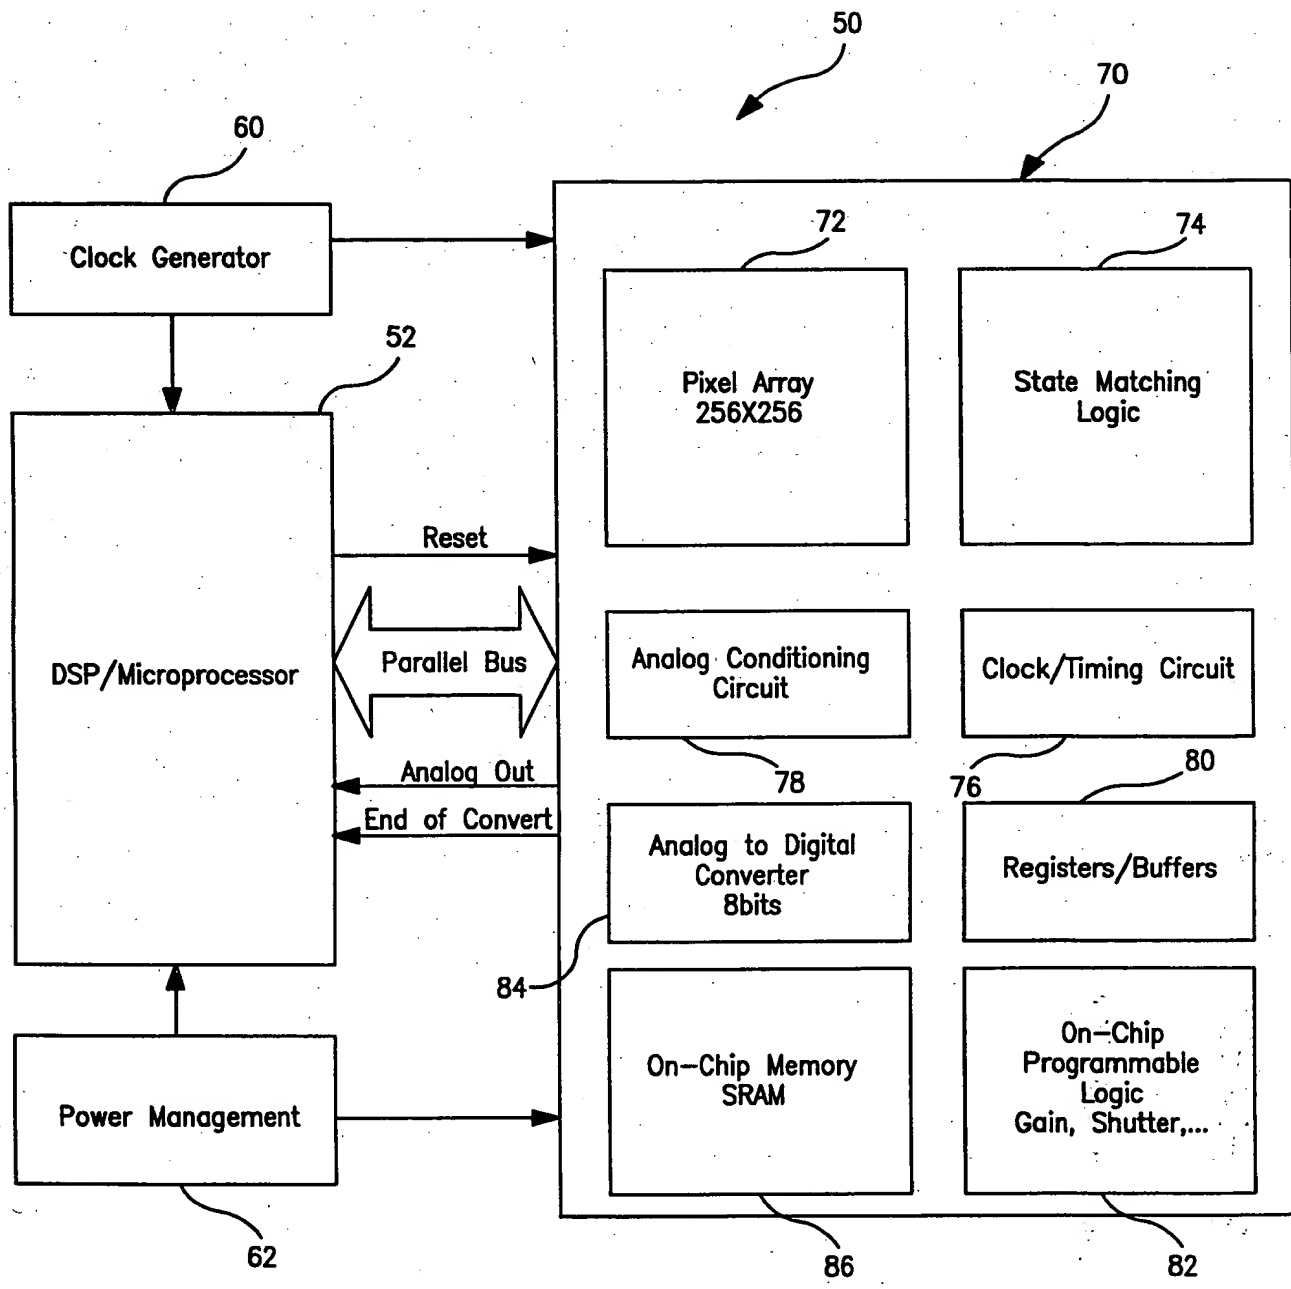 50
70
60
Clock Generator
72
74
52
Pixel Array
256X256
State Matching
Logic
Reset
DSP/Microprocessor
Parallel Bus
Analog Conditioning
Circuit
Clock/Timing Circuit
78
76
80
Analog Out
End of Convert
Analog to Digital
Converter
8bits
Registers/Buffers
84
On-Chip Memory
SRAM
On-Chip
Programmable
Logic
Gain, Shutter,...
Power Management
62
86
82